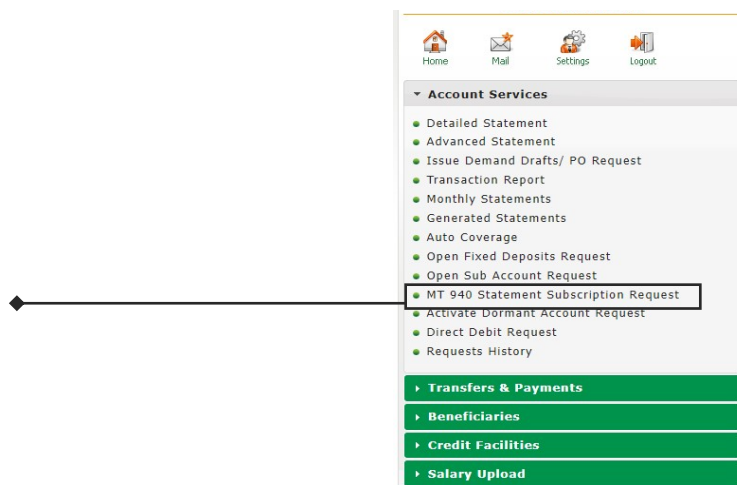 Home Mail Settings Logout
Account Services
Detailed Statement
Advanced Statement
Issue Demand Drafts/ PO Request
Transaction Report
Monthly Statements
Generated Statements
Auto Coverage
Open Fixed Deposits Request
Open Sub Account Request
MT 940 Statement Subscription Request
Activate Dormant Account Request
Direct Debit Request
Requests History
Transfers & Payments
Beneficiaries
Credit Facilities
Salary Upload